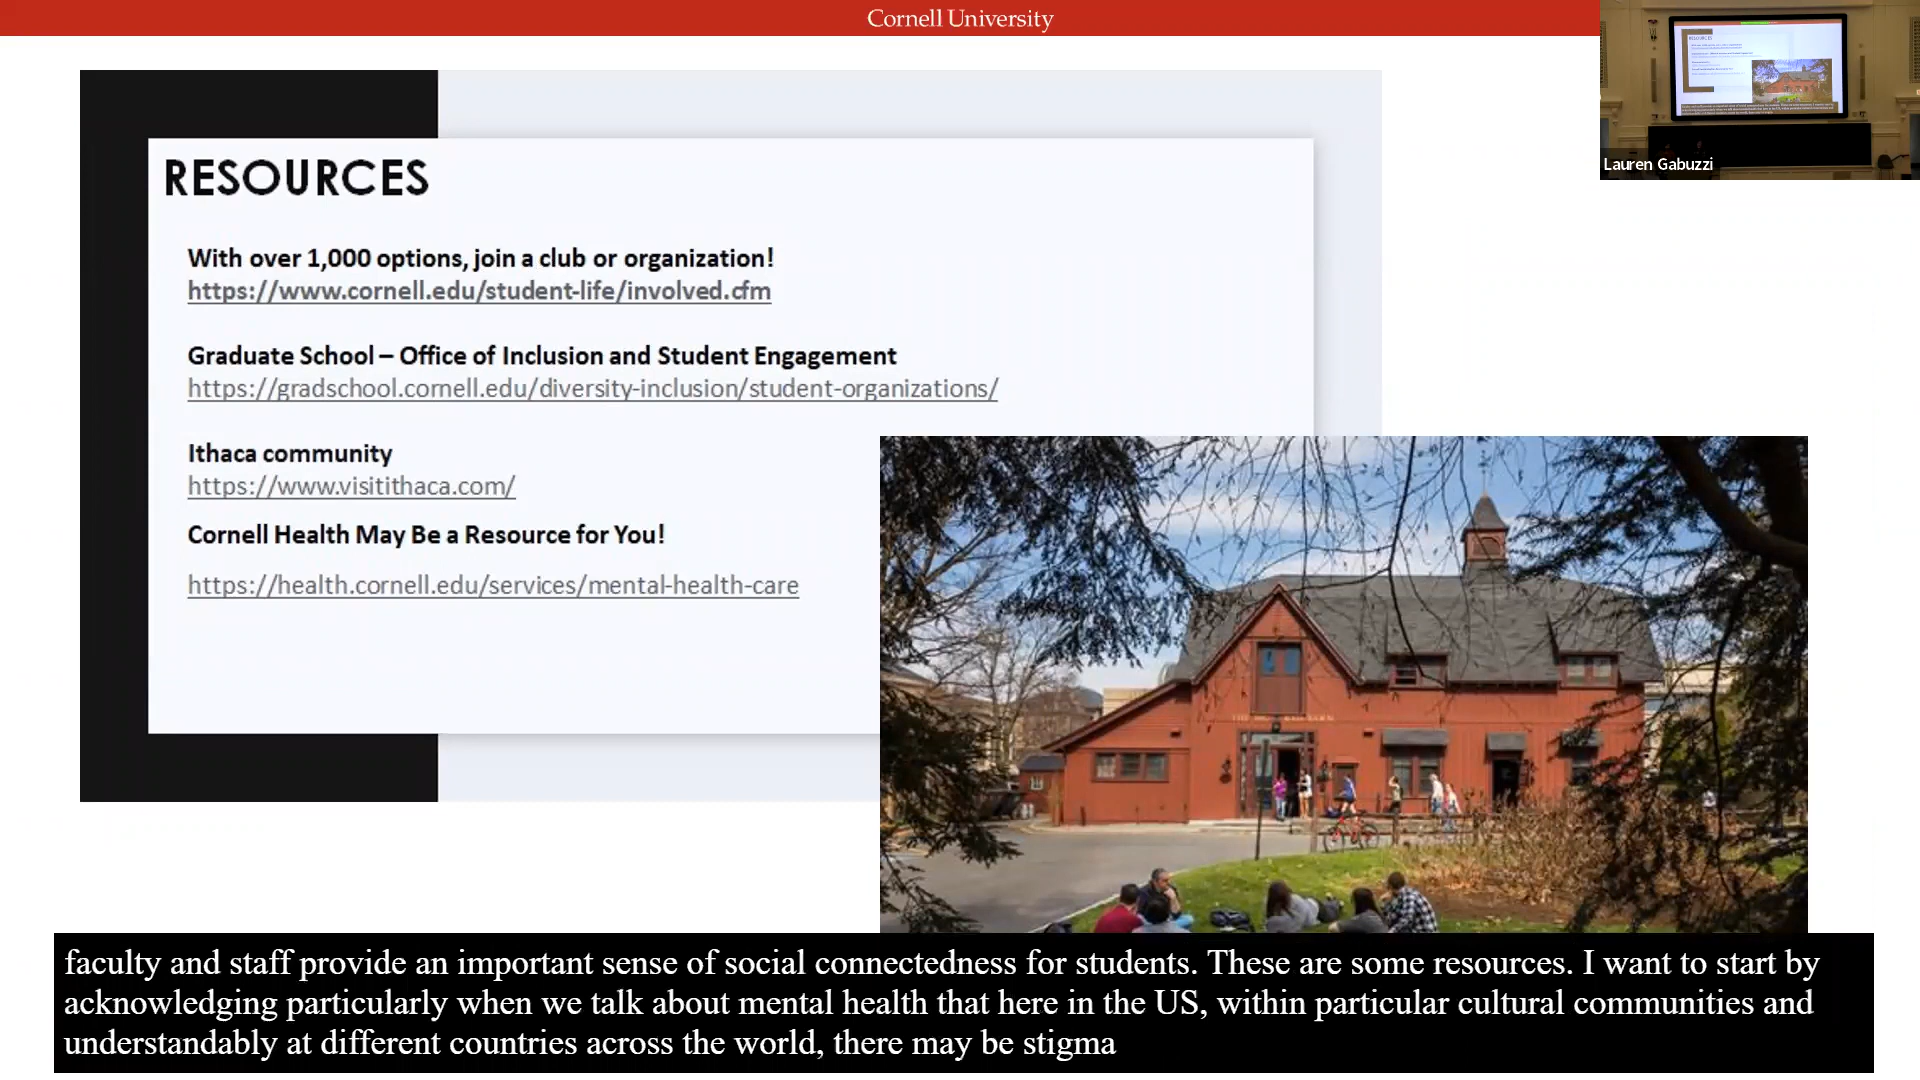 Cornell University
RESOURCES
Lauren Gabuzzi
RESOURCES
With over 1,000 options, join a club or organization!
https://www.cornell.edu/student-life/involved.cfm
Graduate School – Office of Inclusion and Student Engagement
https://gradschool.cornell.edu/diversity-inclusion/student-organizations/
Ithaca community
https://www.visitithaca.com/
Cornell Health May Be a Resource for You!
https://health.cornell.edu/services/mental-health-care
faculty and staff provide an important sense of social connectedness for students. These are some resources. I want to start by
acknowledging particularly when we talk about mental health that here in the US, within particular cultural communities and
understandably at different countries across the world, there may be stigma